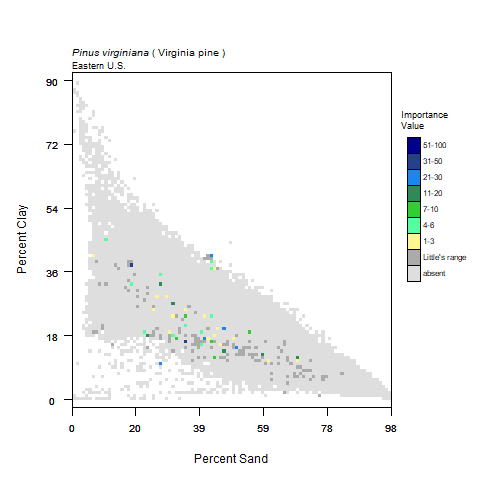 Pinus virginiana ( Virginia pine )
Eastern U.S.
90
72
54
36
18
0
0
20
39
59
78
98
Percent Clay
Percent Sand
Importance
Value
51-100
31-50
21-30
11-20
7-10
4-6
1-3
Little's range
absent